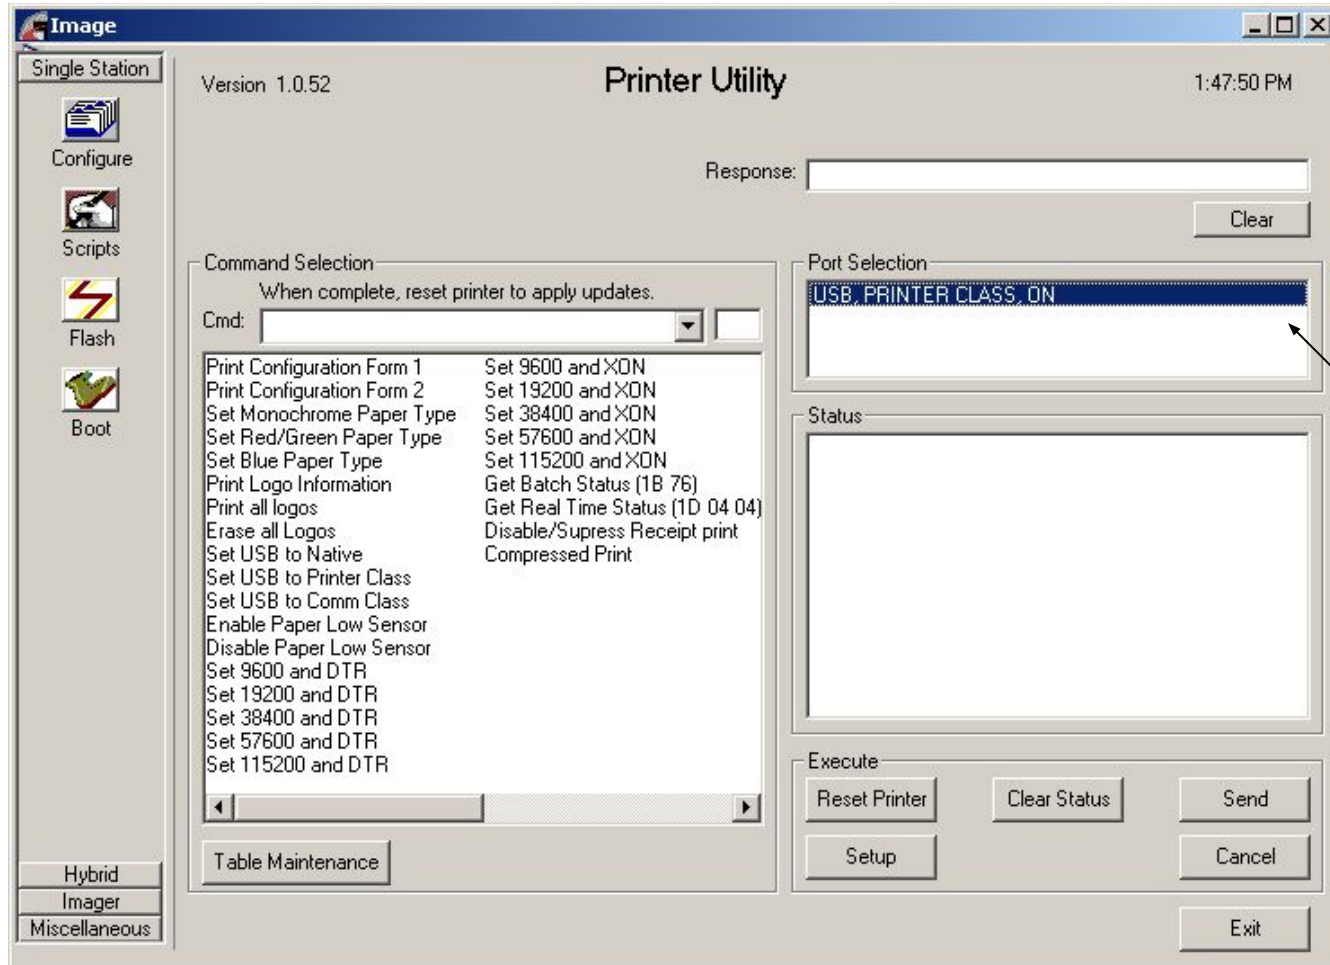 Image
Single Station
Version 1.0.52
Printer Utility
1:47:50 PM
Configure
Scripts
Flash
Boot
Hybrid
Imager
Miscellaneous
Response:
Clear
Command Selection
When complete, reset printer to apply updates.
Cmd:
Print Configuration Form 1
Print Configuration Form 2
Set Monochrome Paper Type
Set Red/Green Paper Type
Set Blue Paper Type
Print Logo Information
Print all logos
Erase all Logos
Set USB to Native
Set USB to Printer Class
Set USB to Comm Class
Enable Paper Low Sensor
Disable Paper Low Sensor
Set 9600 and DTR
Set 19200 and DTR
Set 38400 and DTR
Set 57600 and DTR
Set 115200 and DTR
Set 9600 and XON
Set 19200 and XON
Set 38400 and XON
Set 57600 and XON
Set 115200 and XON
Get Batch Status (1B 76)
Get Real Time Status (1D 04 04)
Disable/Supress Receipt print
Compressed Print
Table Maintenance
Port Selection
USB, PRINTER CLASS, ON
Status
Execute
Reset Printer
Clear Status
Send
Setup
Cancel
Exit